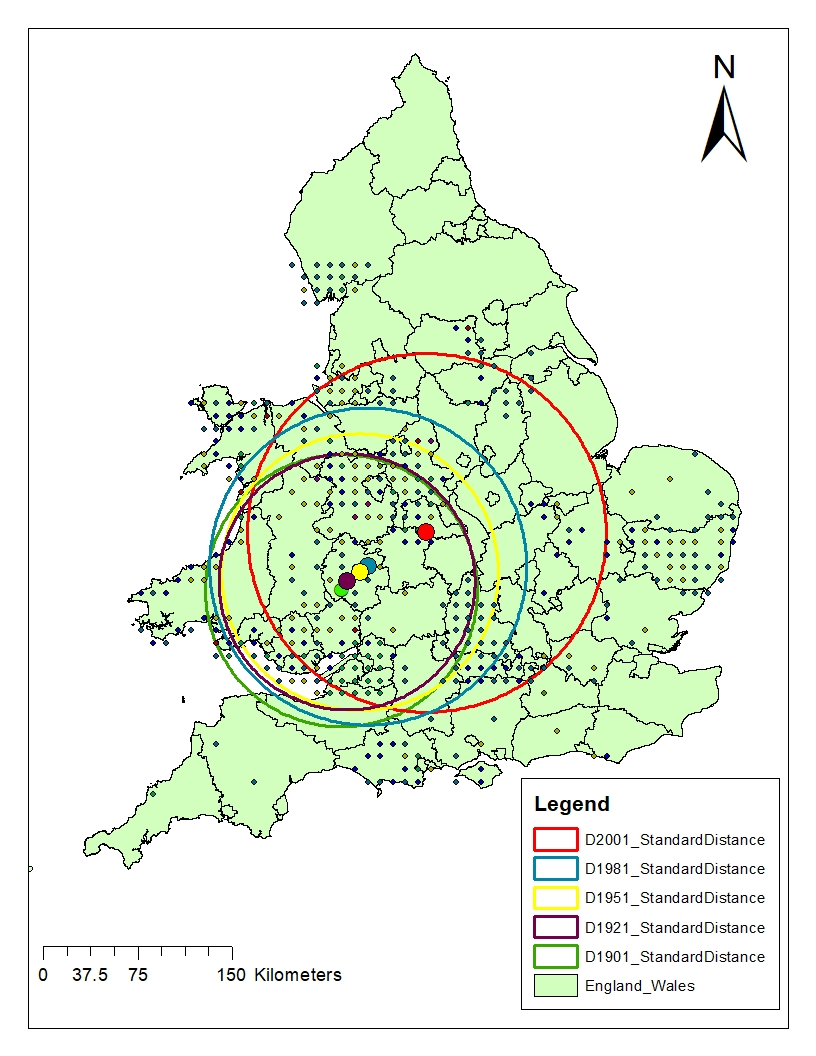 N
Legend
D2001_StandardDistance
D1981_StandardDistance
D1951_StandardDistance
D1921_StandardDistance
D1901_StandardDistance
England_Wales
0 37.5 75 150 Kilometers